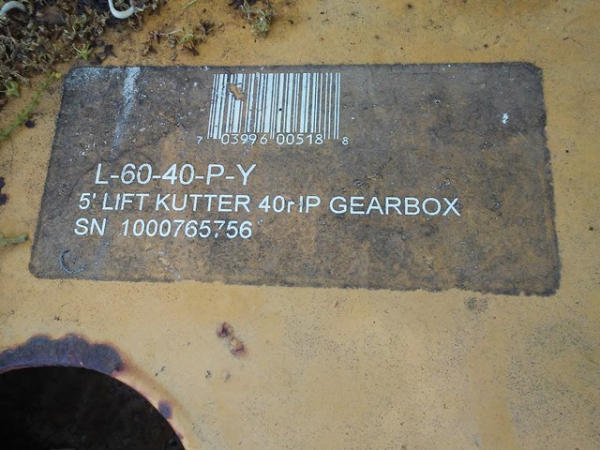 7 03996 00518 8
L-60-40-P-Y
5' LIFT KUTTER 40HP GEARBOX
SN 1000765756